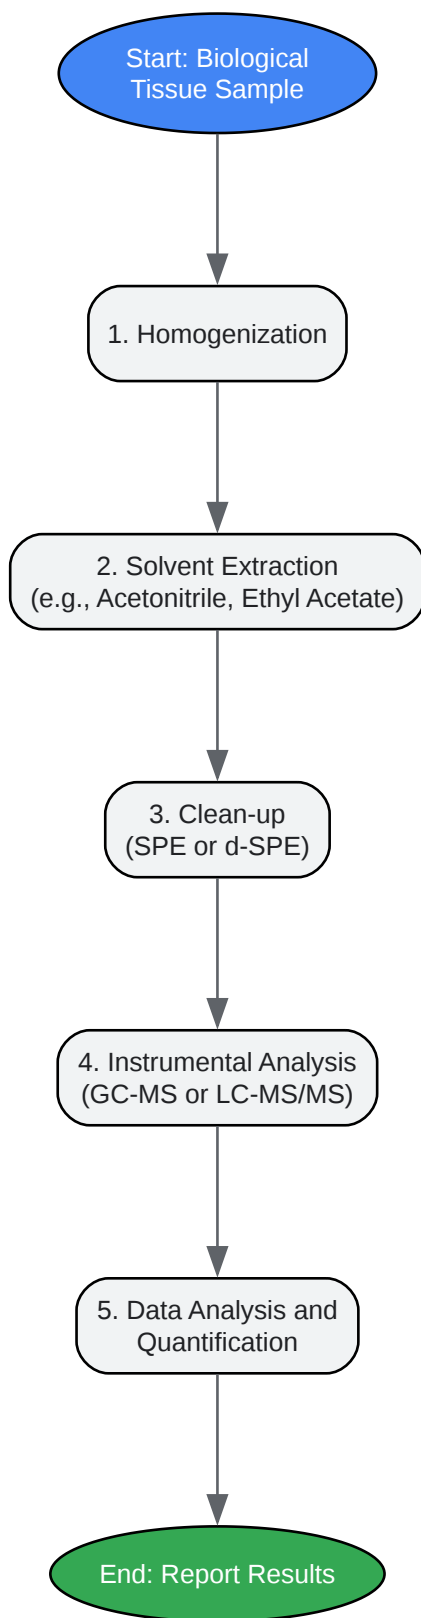 Start: Biological
Tissue Sample
1. Homogenization
2. Solvent Extraction
(e.g., Acetonitrile, Ethyl Acetate)
3. Clean-up
(SPE or d-SPE)
4. Instrumental Analysis
(GC-MS or LC-MS/MS)
5. Data Analysis and
Quantification
End: Report Results